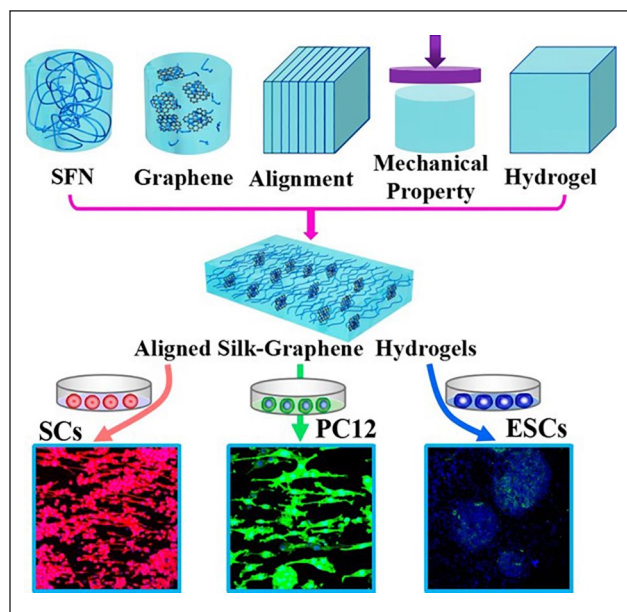 SFN
Graphene
Alignment
Mechanical
Property
Hydrogel
Aligned Silk-Graphene Hydrogels
SCs
PC12
ESCs